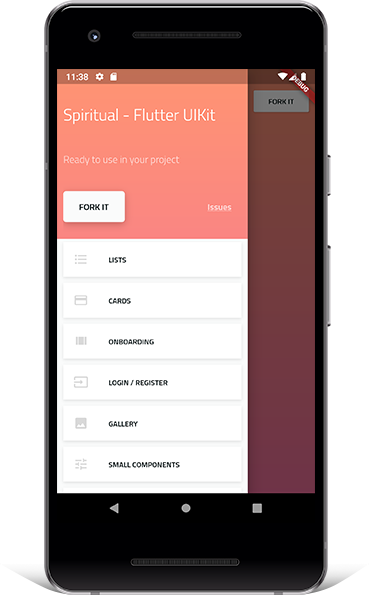 11:38
DEBUG
Spiritual - Flutter UIKit
FORK IT
Ready to use in your project
FORK IT
Issues
LISTS
CARDS
ONBOARDING
LOGIN / REGISTER
GALLERY
SMALL COMPONENTS